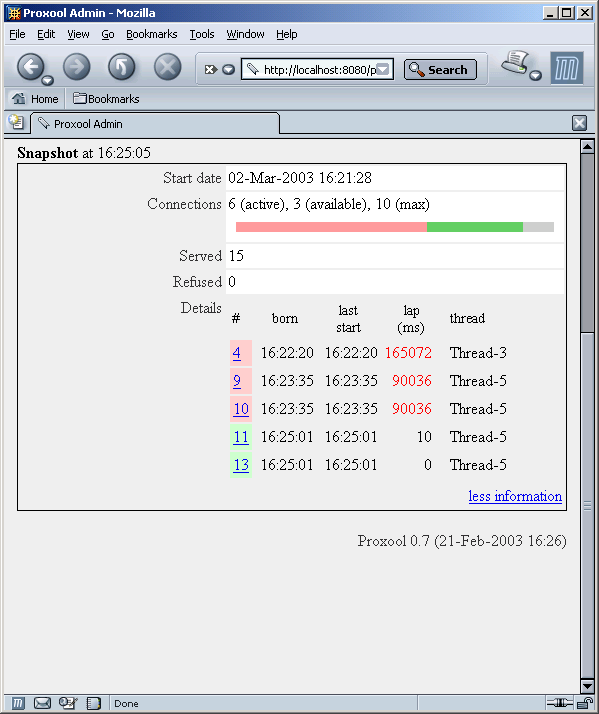 Proxool Admin - Mozilla
File Edit View Go Bookmarks Tools Window Help
http://localhost:8080/p Search
Home Bookmarks
Proxool Admin
Snapshot at 16:25:05
Start date 02-Mar-2003 16:21:28
Connections 6 (active), 3 (available), 10 (max)
Served 15
Refused 0
Details
# born last start lap (ms) thread
4 16:22:20 16:22:20 165072 Thread-3
9 16:23:35 16:23:35 90036 Thread-5
10 16:23:35 16:23:35 90036 Thread-5
11 16:25:01 16:25:01 10 Thread-5
13 16:25:01 16:25:01 0 Thread-5
less information
Proxool 0.7 (21-Feb-2003 16:26)
Done